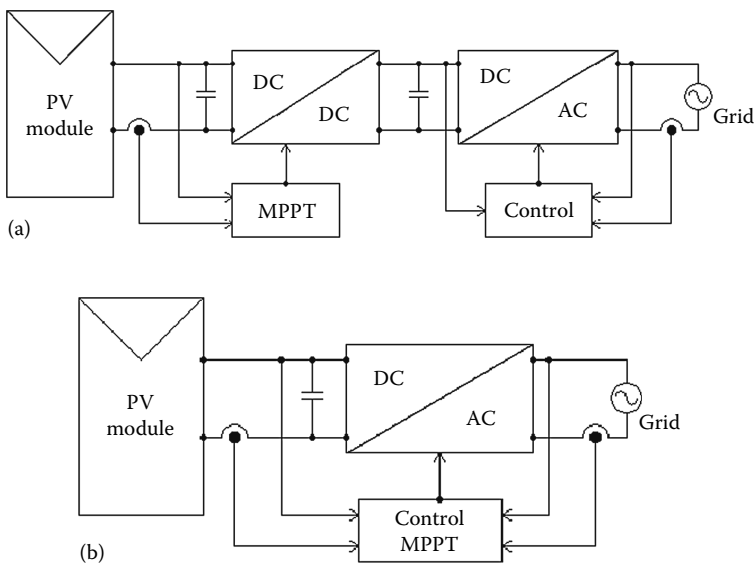 PV
module
DC
DC
DC
AC
Grid
MPPT
Control
(a)
PV
module
DC
AC
Grid
Control
MPPT
(b)